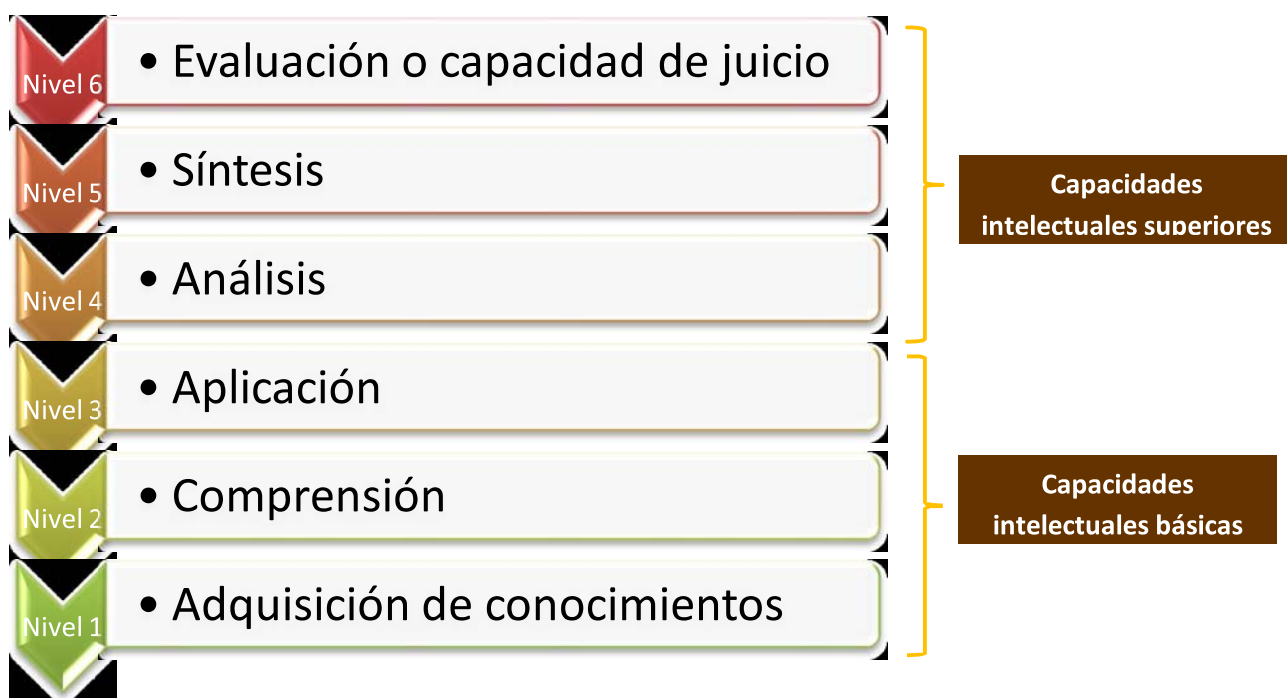 Nivel 6
• Evaluación o capacidad de juicio
Nivel 5
• Síntesis
Nivel 4
• Análisis
Capacidades
intelectuales superiores
Nivel 3
• Aplicación
Nivel 2
• Comprensión
Nivel 1
• Adquisición de conocimientos
Capacidades
intelectuales básicas